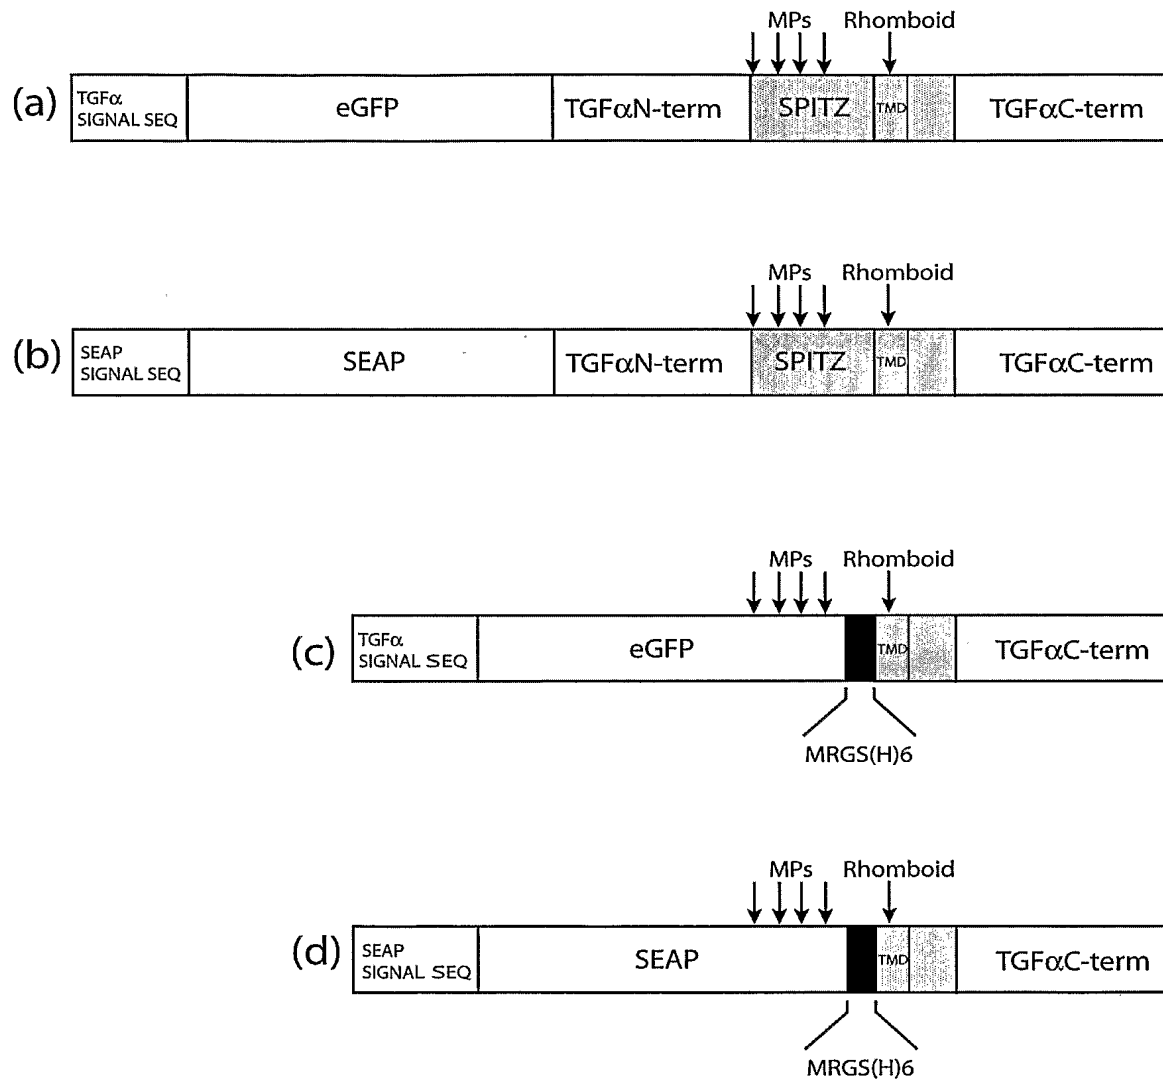 MPs Rhomboid
(a) TGFα SIGNAL SEQ eGFP TGFαN-term SPITZ TMD TGFαC-term
MPs Rhomboid
(b) SEAP SIGNAL SEQ SEAP TGFαN-term SPITZ TMD TGFαC-term
MPs Rhomboid
(c) TGFα SIGNAL SEQ eGFP TMD TGFαC-term
MRGS(H)6
MPs Rhomboid
(d) SEAP SIGNAL SEQ SEAP TMD TGFαC-term
MRGS(H)6